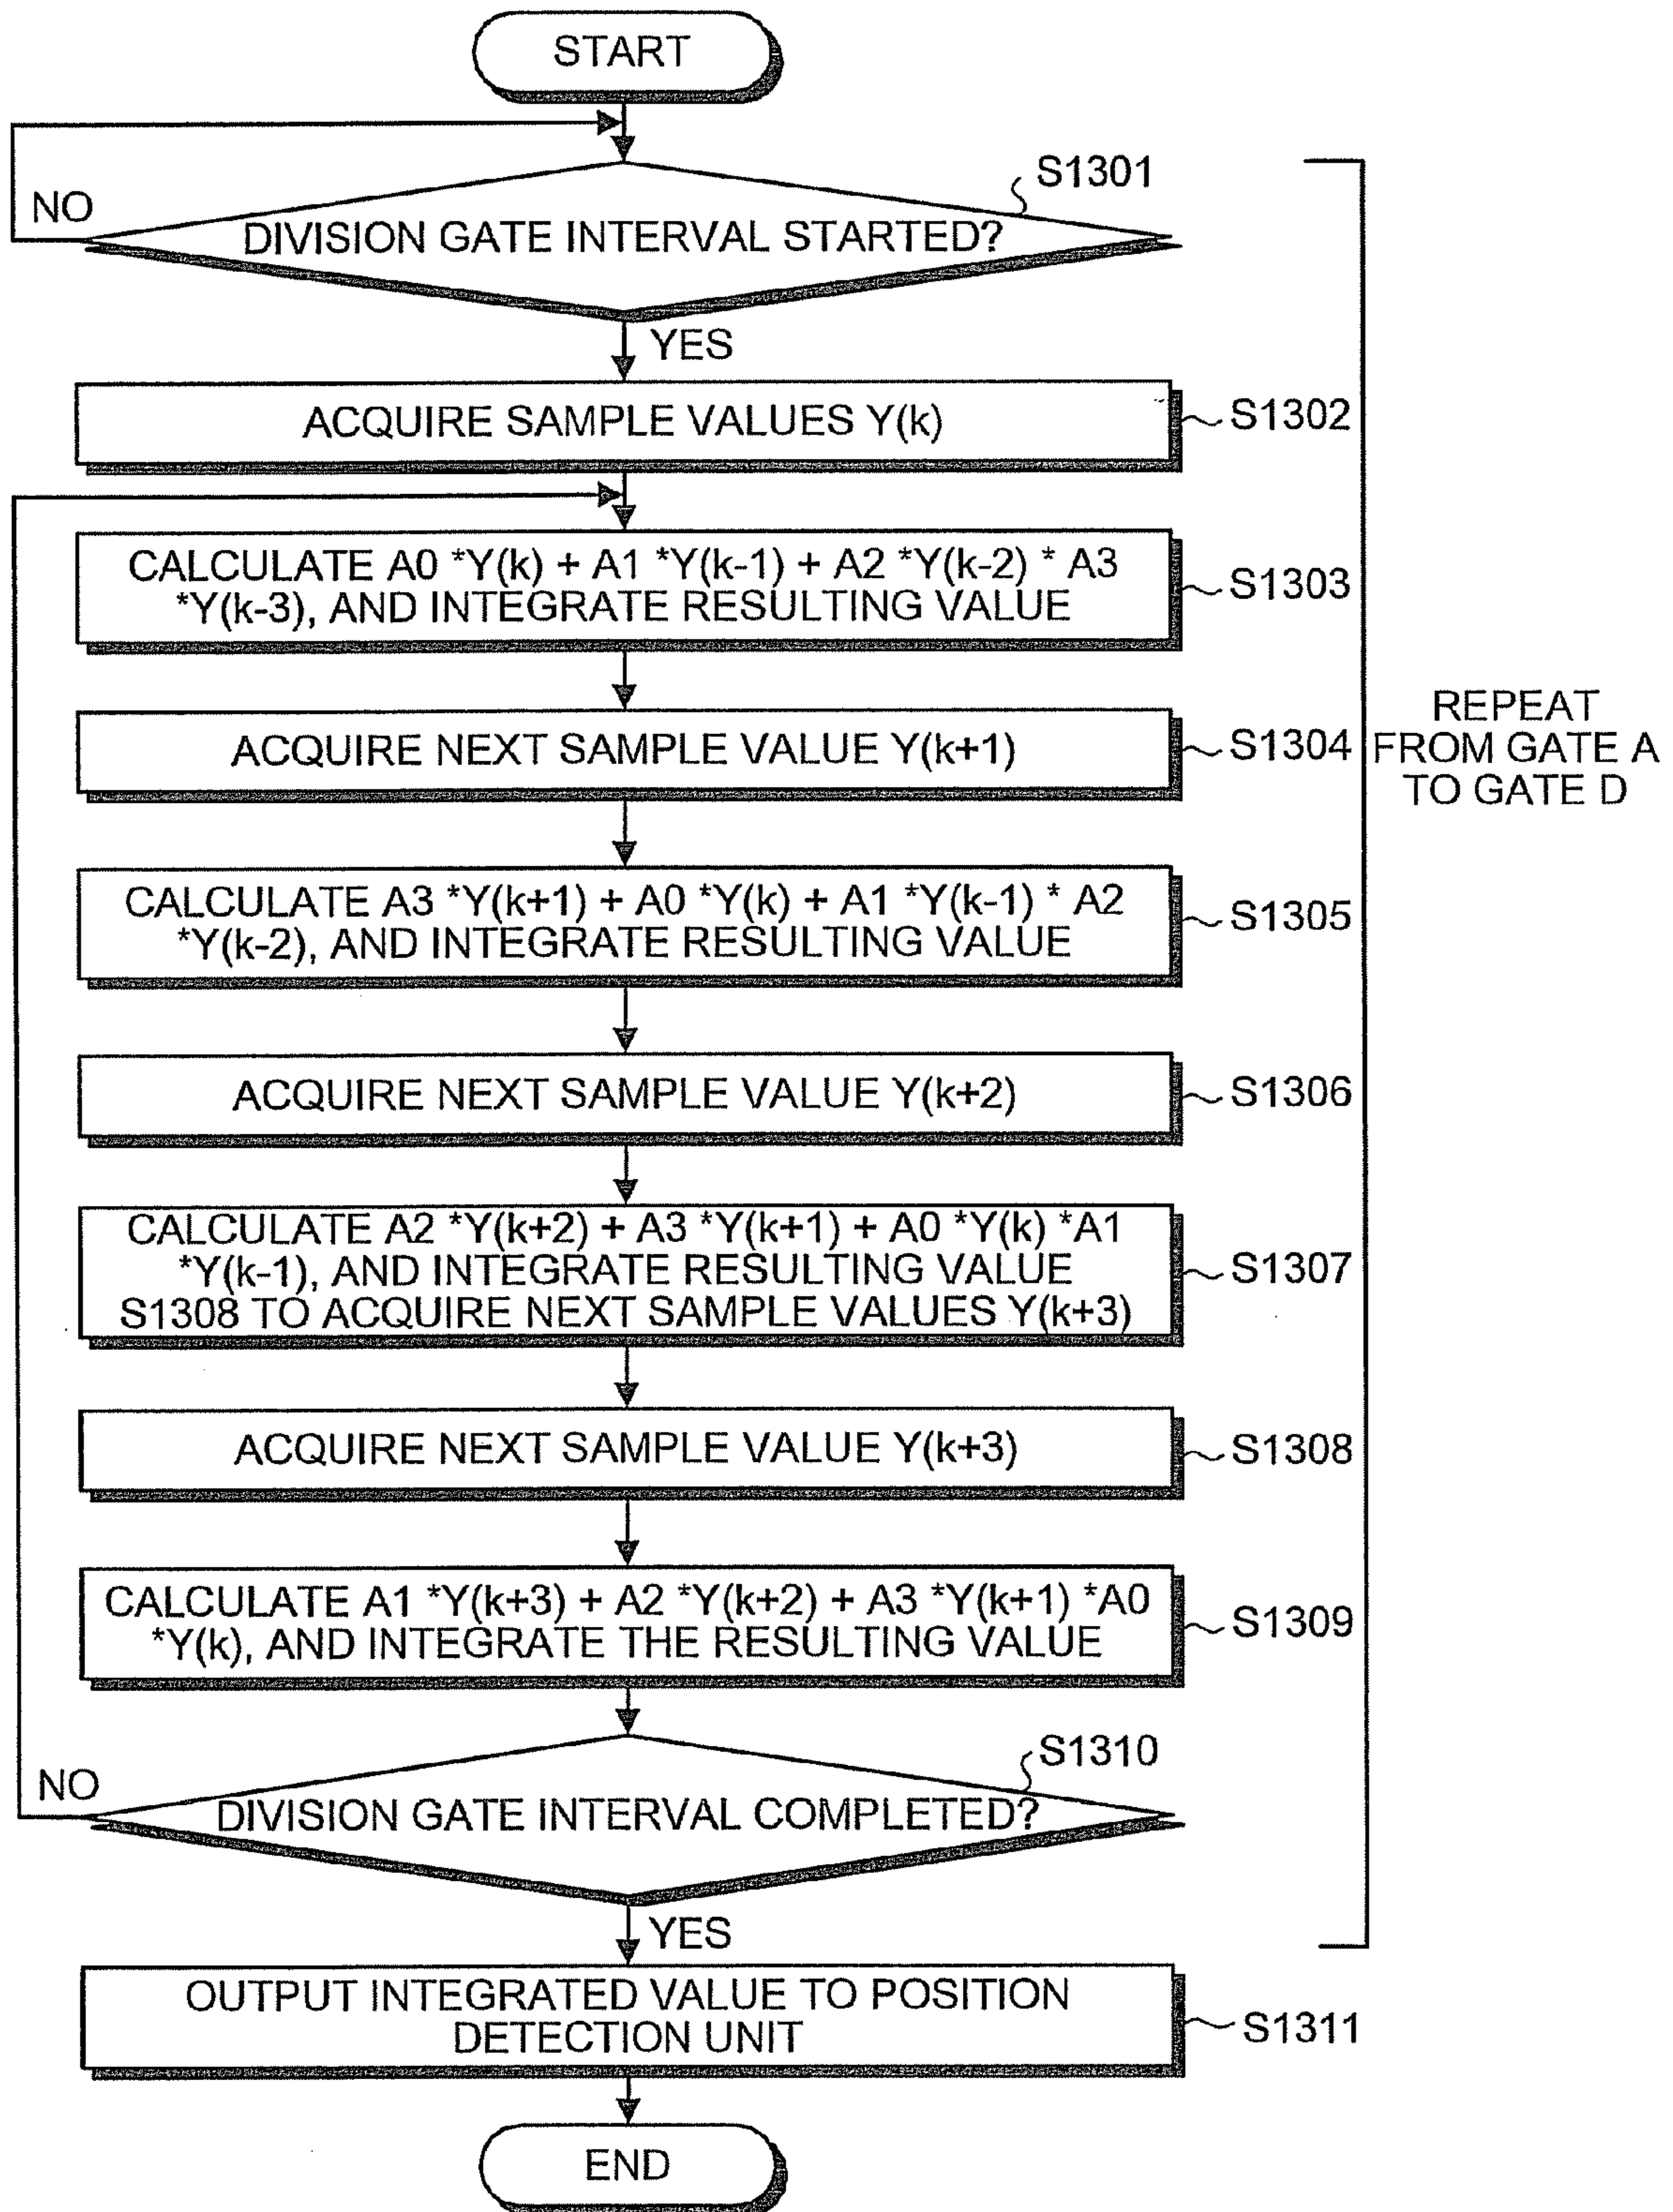 START
NO
S1301
DIVISION GATE INTERVAL STARTED?
YES
ACQUIRE SAMPLE VALUES Y(k)
S1302
CALCULATE A0 *Y(k) + A1 *Y(k-1) + A2 *Y(k-2) * A3
*Y(k-3), AND INTEGRATE RESULTING VALUE
S1303
ACQUIRE NEXT SAMPLE VALUE Y(k+1)
S1304
REPEAT
FROM GATE A
TO GATE D
CALCULATE A3 *Y(k+1) + A0 *Y(k) + A1 *Y(k-1) * A2
*Y(k-2), AND INTEGRATE RESULTING VALUE
S1305
ACQUIRE NEXT SAMPLE VALUE Y(k+2)
S1306
CALCULATE A2 *Y(k+2) + A3 *Y(k+1) + A0 *Y(k) *A1
*Y(k-1), AND INTEGRATE RESULTING VALUE
S1308 TO ACQUIRE NEXT SAMPLE VALUES Y(k+3)
S1307
ACQUIRE NEXT SAMPLE VALUE Y(k+3)
S1308
CALCULATE A1 *Y(k+3) + A2 *Y(k+2) + A3 *Y(k+1) *A0
*Y(k), AND INTEGRATE THE RESULTING VALUE
S1309
S1310
NO
DIVISION GATE INTERVAL COMPLETED?
YES
OUTPUT INTEGRATED VALUE TO POSITION
DETECTION UNIT
S1311
END